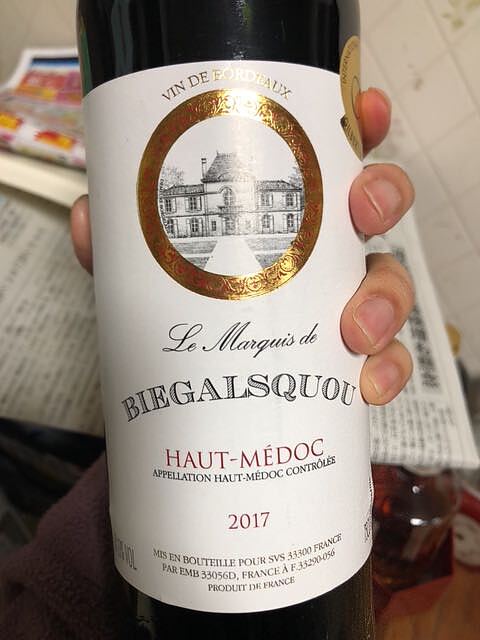 VIN DE BORDEAUX
Le Marquis de
BIEGALSQUOU
HAUT-MÉDOC
APPELLATION HAUT-MÉDOC CONTRÔLÉE
2017
MIS EN BOUTEILLE POUR SVS 33300 FRANCE
PAR EMB 33056D, FRANCE À F.33290-056
PRODUIT DE FRANCE